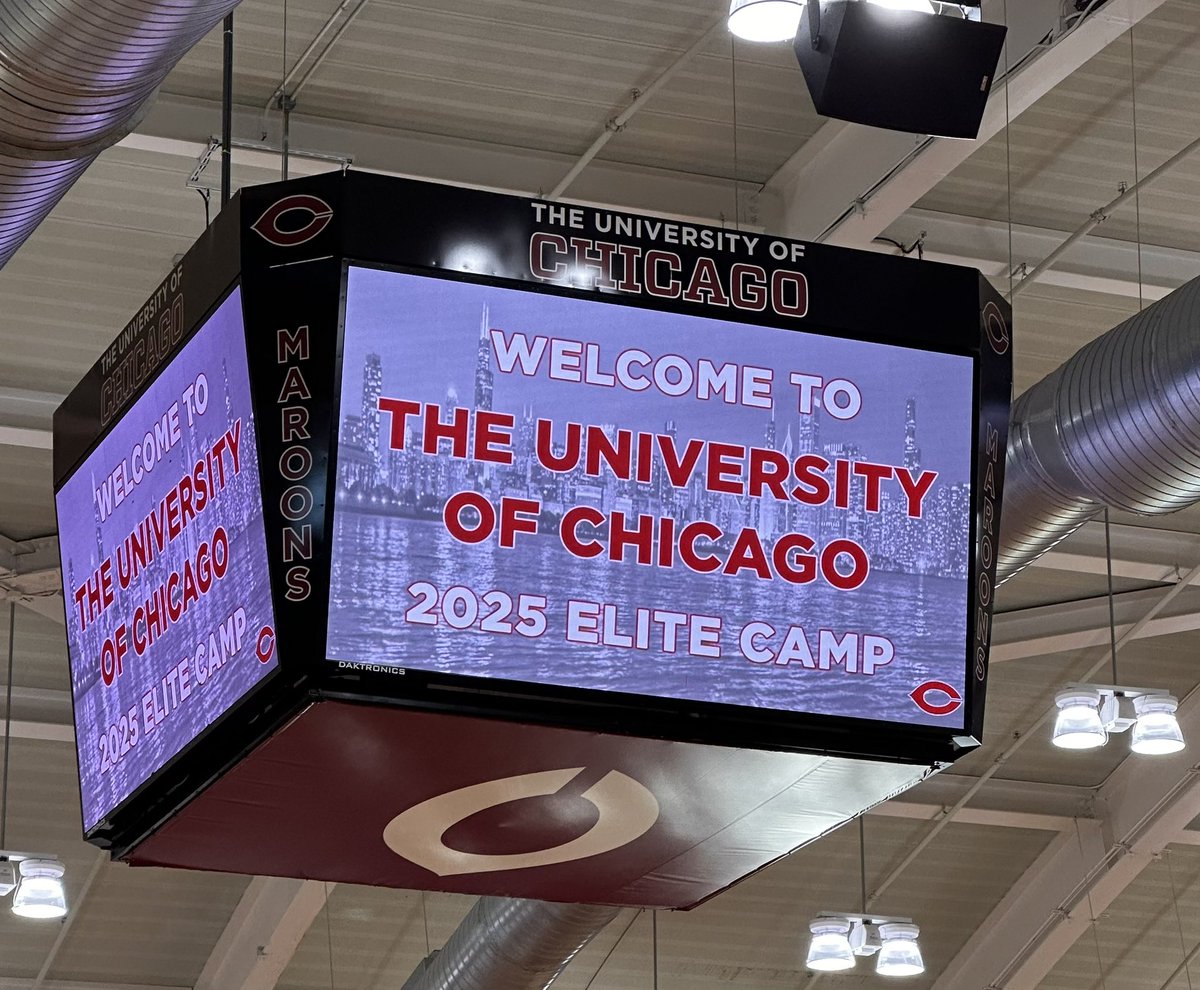 THE UNIVERSITY OF
CHICAGO
THE UNIVERSITY OF
CHICAGO
MAROONS
MAROONS
WELCOME TO
THE UNIVERSITY
OF CHICAGO
2025 ELITE CAMP
WELCOME TO
THE UNIVERSITY
OF CHICAGO
2025 ELITE CAMP
DAKTRONICS